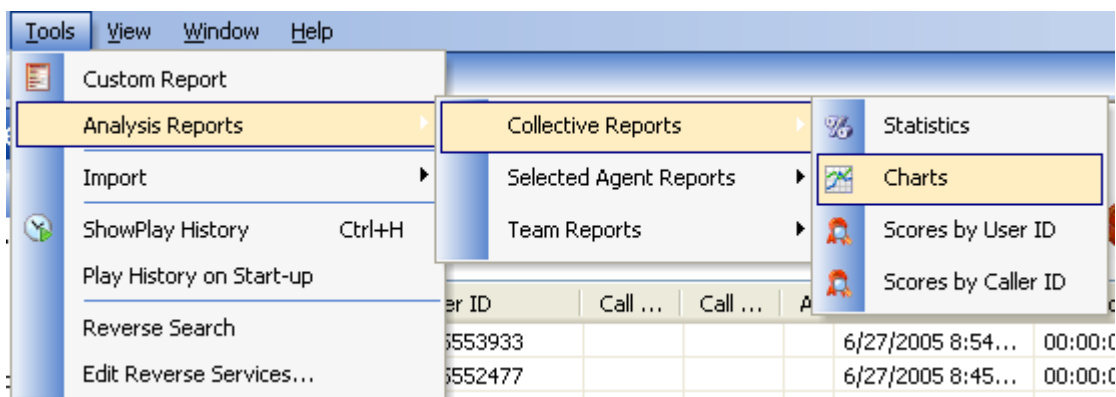 Tools View Window Help
Custom Report
Analysis Reports
Import
ShowPlay History Ctrl+H
Play History on Start-up
Reverse Search
Edit Reverse Services...
Collective Reports
Selected Agent Reports
Team Reports
Statistics
Charts
Scores by User ID
Scores by Caller ID
er ID Call ... Call ... A
5553933 6/27/2005 8:54... 00:00:0
5552477 6/27/2005 8:45... 00:00:0